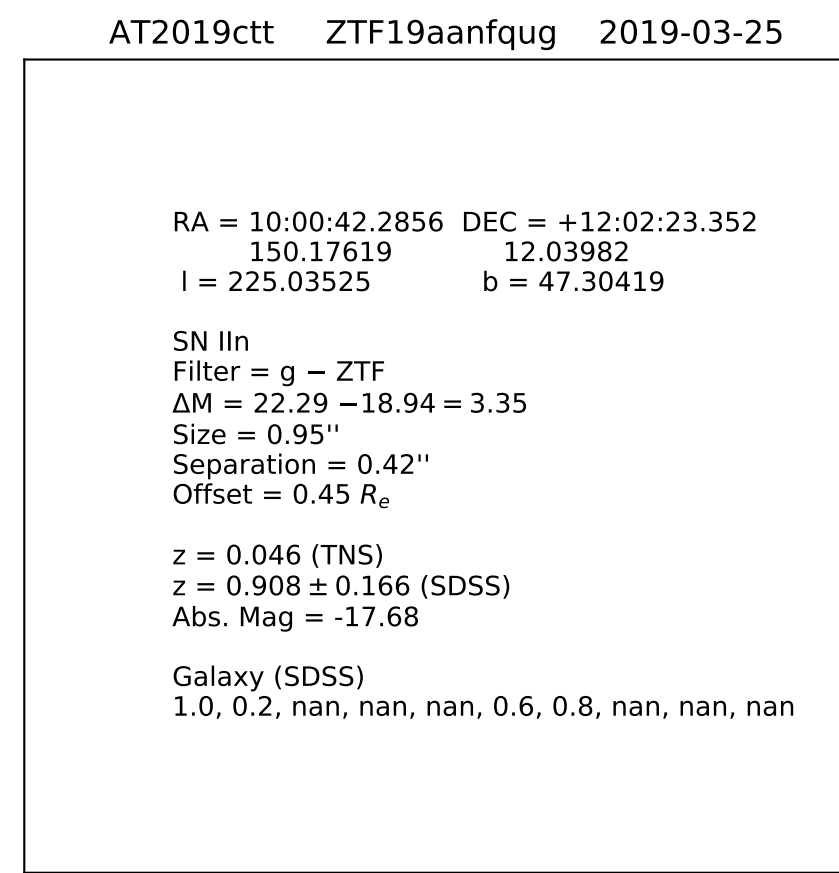 AT2019ctt ZTF19aanfqug 2019-03-25
RA = 10:00:42.2856 DEC = +12:02:23.352
150.17619 12.03982
l = 225.03525 b = 47.30419
SN IIn
Filter = g − ZTF
ΔM = 22.29 −18.94 = 3.35
Size = 0.95''
Separation = 0.42''
Offset = 0.45 Re
z = 0.046 (TNS)
z = 0.908 ± 0.166 (SDSS)
Abs. Mag = -17.68
Galaxy (SDSS)
1.0, 0.2, nan, nan, nan, 0.6, 0.8, nan, nan, nan